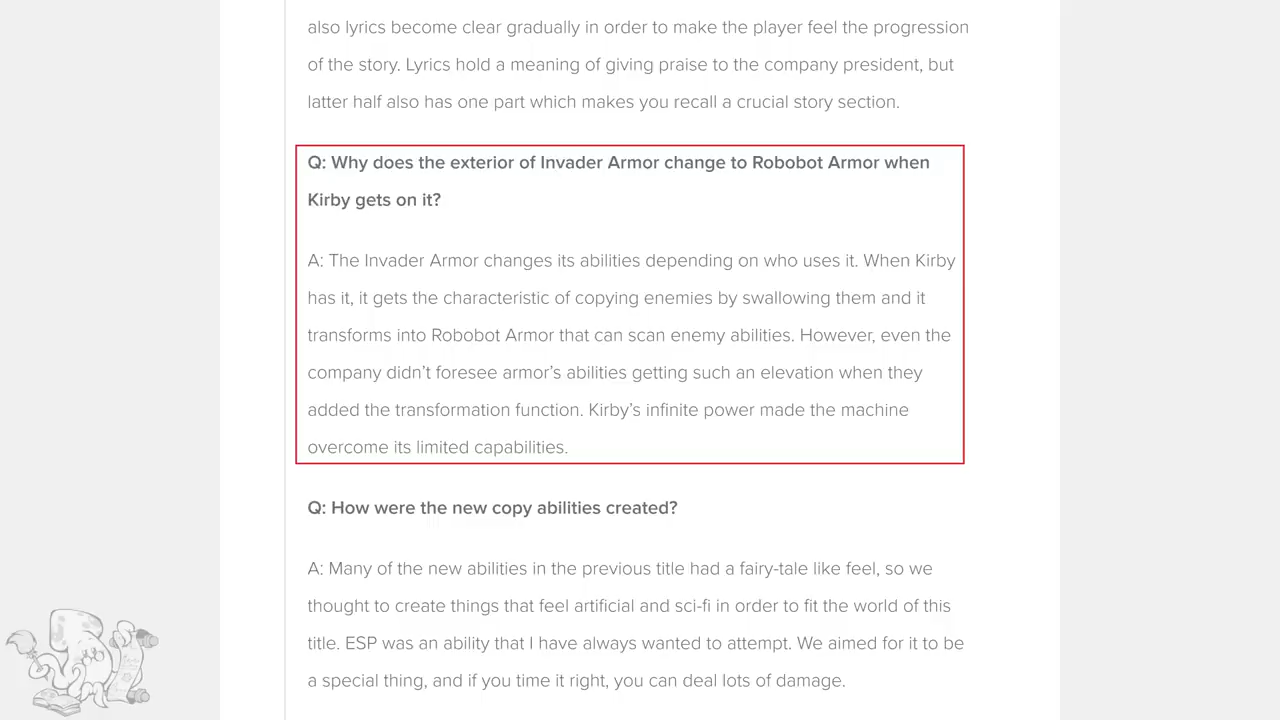 also lyrics become clear gradually in order to make the player feel the progression
of the story. Lyrics hold a meaning of giving praise to the company president, but
latter half also has one part which makes you recall a crucial story section.
Q: Why does the exterior of Invader Armor change to Robobot Armor when
Kirby gets on it?
A: The Invader Armor changes its abilities depending on who uses it. When Kirby
has it, it gets the characteristic of copying enemies by swallowing them and it
transforms into Robobot Armor that can scan enemy abilities. However, even the
company didn’t foresee armor’s abilities getting such an elevation when they
added the transformation function. Kirby’s infinite power made the machine
overcome its limited capabilities.
Q: How were the new copy abilities created?
A: Many of the new abilities in the previous title had a fairy-tale like feel, so we
thought to create things that feel artificial and sci-fi in order to fit the world of this
title. ESP was an ability that I have always wanted to attempt. We aimed for it to be
a special thing, and if you time it right, you can deal lots of damage.